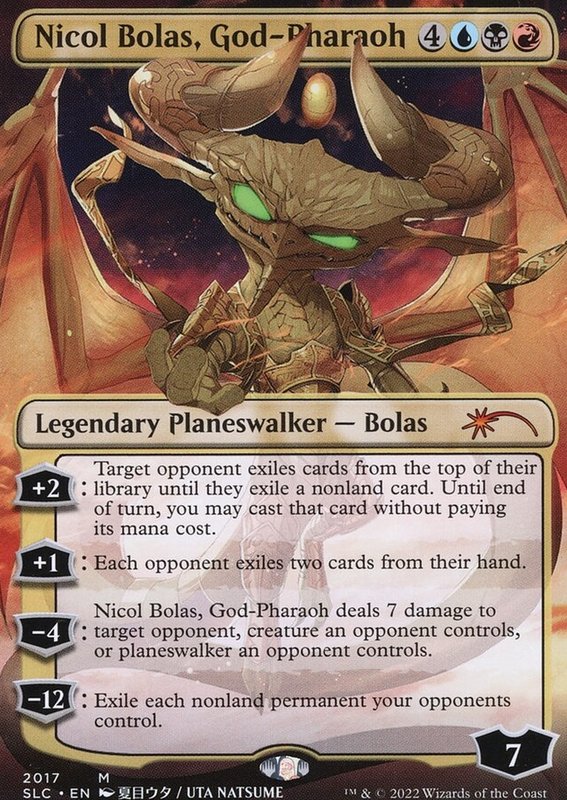 Nicol Bolas, God-Pharaoh 4
Legendary Planeswalker — Bolas
+2 : Target opponent exiles cards from the top of their
library until they exile a nonland card. Until end
of turn, you may cast that card without paying
its mana cost.
+1 : Each opponent exiles two cards from their hand.
−4 : Nicol Bolas, God-Pharaoh deals 7 damage to
target opponent, creature an opponent controls,
or planeswalker an opponent controls.
−12 : Exile each nonland permanent your opponents
control.
7
2017 M
SLC • EN 夏目ウタ / UTA NATSUME
™ & © 2022 Wizards of the Coast